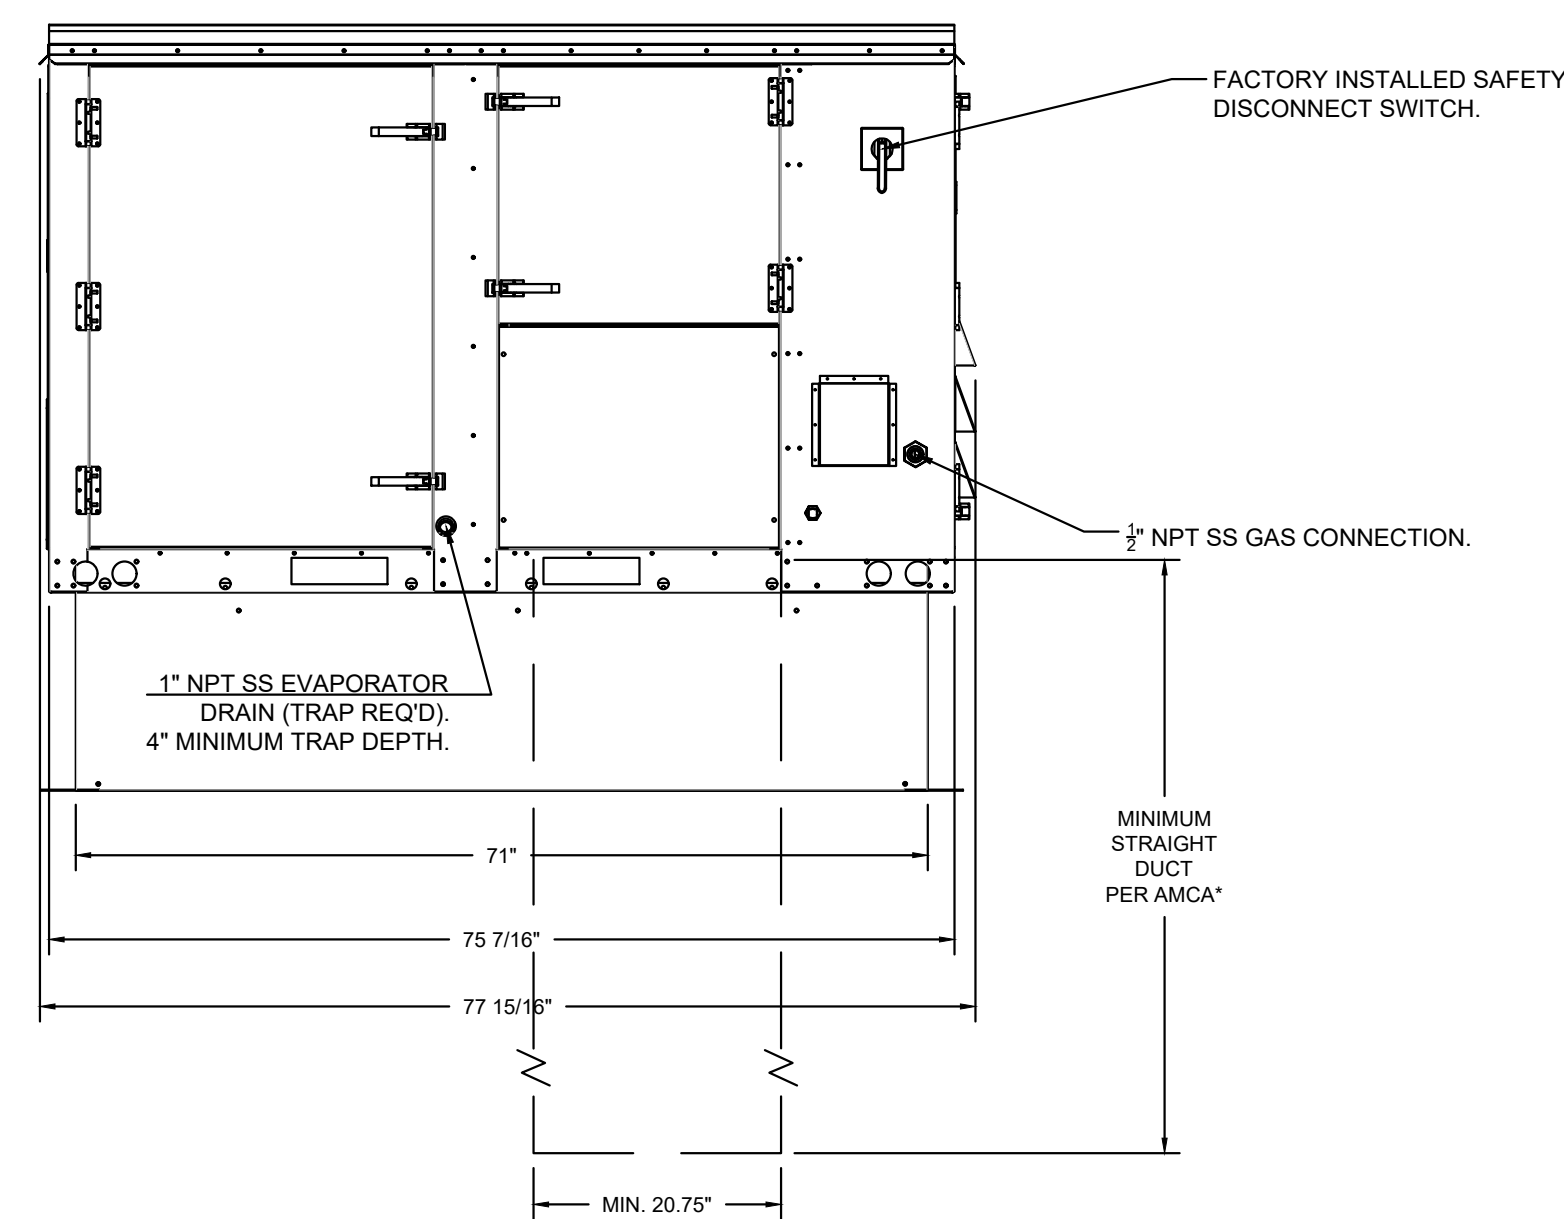 FACTORY INSTALLED SAFETY
DISCONNECT SWITCH.
½" NPT SS GAS CONNECTION.
1" NPT SS EVAPORATOR
DRAIN (TRAP REQ'D).
4" MINIMUM TRAP DEPTH.
MINIMUM
STRAIGHT
DUCT
PER AMCA*
71"
75 7/16"
77 15/16"
MIN. 20.75"